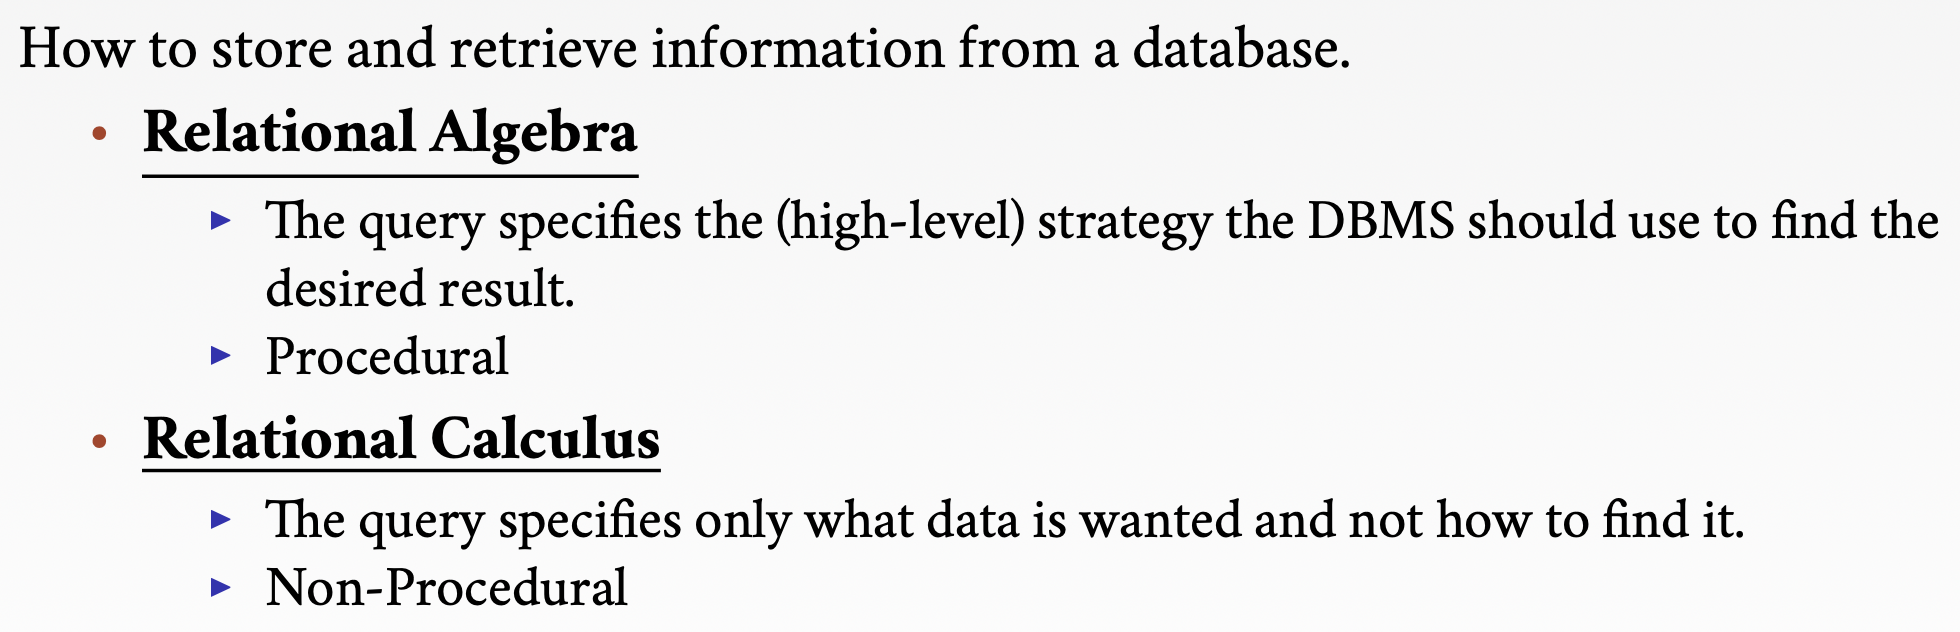 How to store and retrieve information from a database.
• Relational Algebra
▶ The query specifies the (high-level) strategy the DBMS should use to find the
desired result.
▶ Procedural
• Relational Calculus
▶ The query specifies only what data is wanted and not how to find it.
▶ Non-Procedural